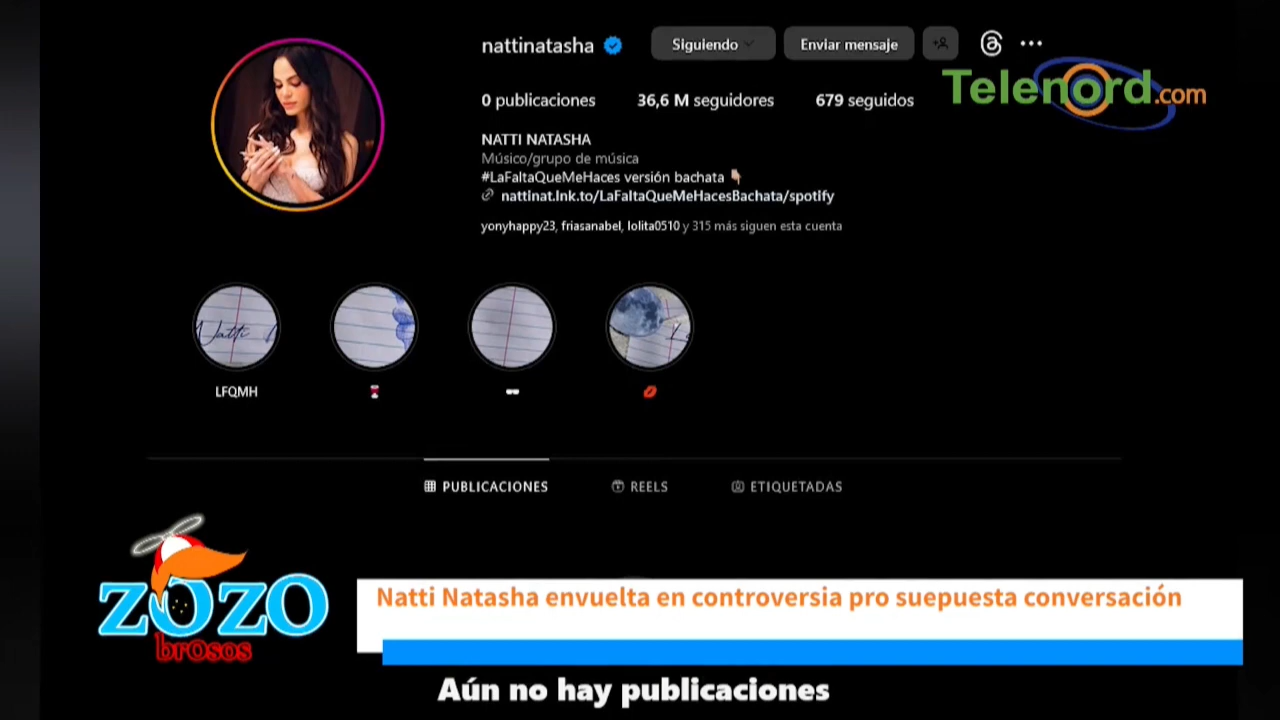 nattinatasha
Siguiendo
Enviar mensaje
Telenord.com
0 publicaciones
36,6 M seguidores
679 seguidos
NATTI NATASHA
Músico/grupo de música
#LaFaltaQueMeHaces versión bachata 👇🏼
nattinat.lnk.to/LaFaltaQueMeHacesBachata/spotify
yonyhappy23, friasanabel, lolita0510 y 315 más siguen esta cuenta
Natti
LFQMH
PUBLICACIONES
REELS
ETIQUETADAS
zozo
brosos
Natti Natasha envuelta en controversia pro suepuesta conversación
Aún no hay publicaciones